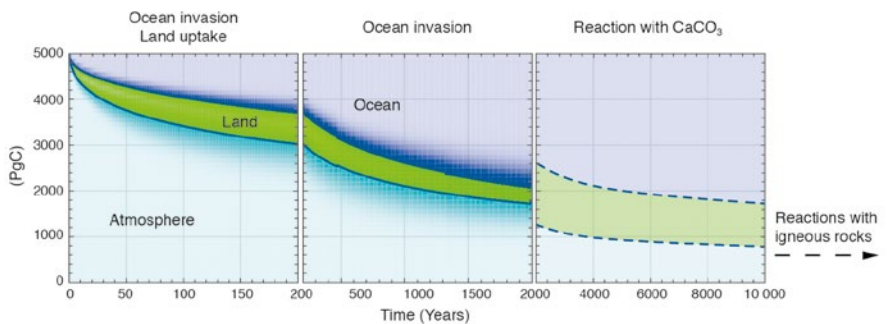 Ocean invasion
Land uptake
Ocean invasion
Reaction with CaCO₃
5000
4000
3000
2000
1000
0
(PgC)
Land
Atmosphere
Ocean
0
50
100
150
200
500
1000
1500
2000
4000
6000
8000
10 000
Time (Years)
Reactions with
igneous rocks